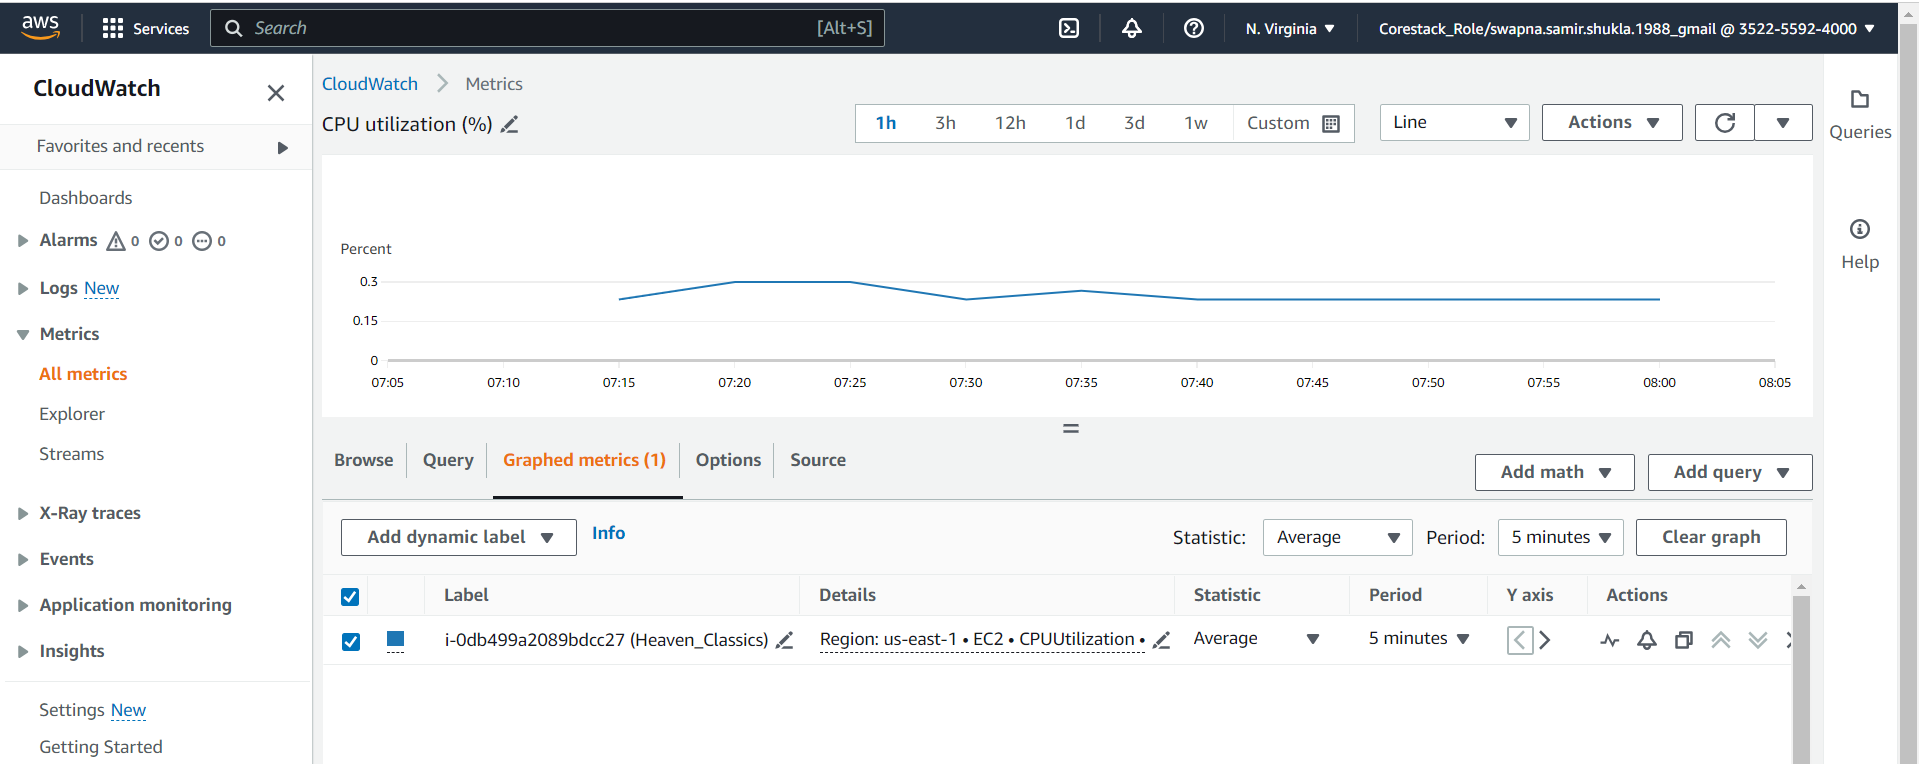 aws
Services
Search [Alt+S]
N. Virginia
Corestack_Role/swapna.samir.shukla.1988_gmail @ 3522-5592-4000
CloudWatch
Favorites and recents
Dashboards
Alarms 0 0 0
Logs New
Metrics
All metrics
Explorer
Streams
X-Ray traces
Events
Application monitoring
Insights
Settings New
Getting Started
CloudWatch Metrics
CPU utilization (%)
1h 3h 12h 1d 3d 1w Custom
Line
Actions
Queries
Help
Percent
0.3
0.15
0
07:05 07:10 07:15 07:20 07:25 07:30 07:35 07:40 07:45 07:50 07:55 08:00 08:05
Browse Query Graphed metrics (1) Options Source
Add math Add query
Add dynamic label Info
Statistic: Average Period: 5 minutes Clear graph
Label Details Statistic Period Y axis Actions
i-0db499a2089bdcc27 (Heaven_Classics) Region: us-east-1 • EC2 • CPUUtilization • Average 5 minutes